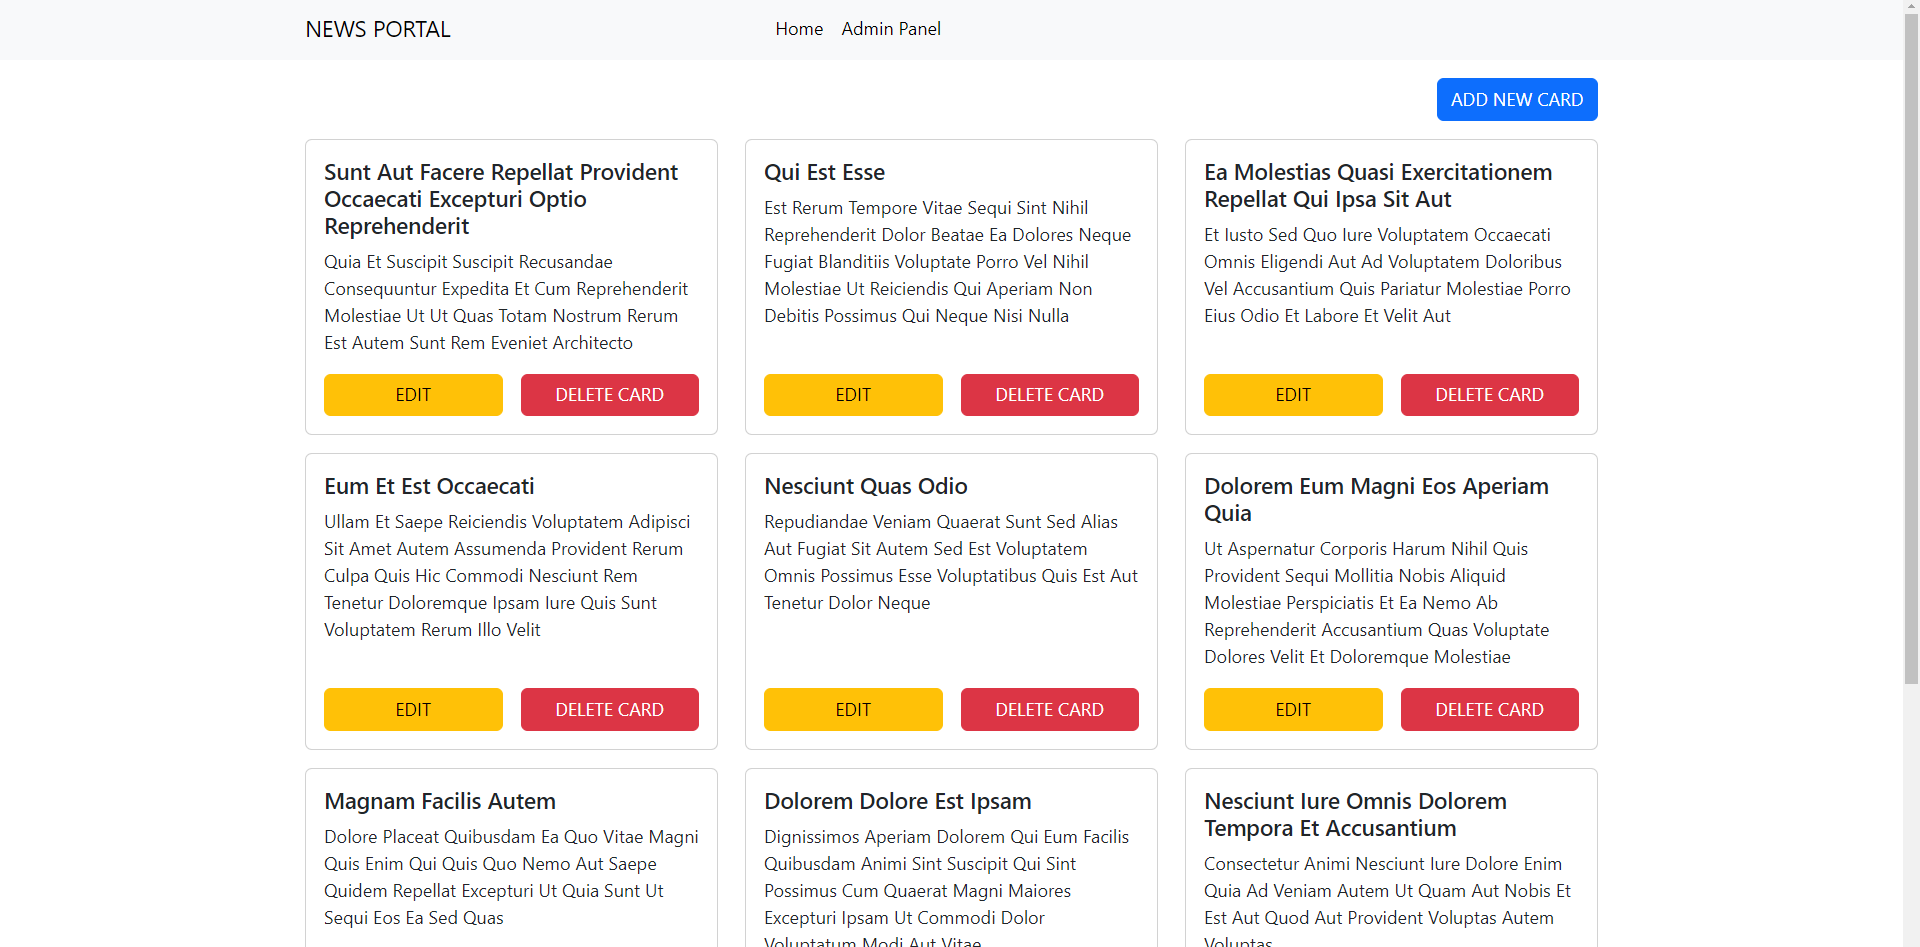 NEWS PORTAL
Home
Admin Panel
ADD NEW CARD
Sunt Aut Facere Repellat Provident
Occaecati Excepturi Optio
Reprehenderit
Quia Et Suscipit Suscipit Recusandae
Consequuntur Expedita Et Cum Reprehenderit
Molestiae Ut Ut Quas Totam Nostrum Rerum
Est Autem Sunt Rem Eveniet Architecto
EDIT
DELETE CARD
Qui Est Esse
Est Rerum Tempore Vitae Sequi Sint Nihil
Reprehenderit Dolor Beatae Ea Dolores Neque
Fugiat Blanditiis Voluptate Porro Vel Nihil
Molestiae Ut Reiciendis Qui Aperiam Non
Debitis Possimus Qui Neque Nisi Nulla
EDIT
DELETE CARD
Ea Molestias Quasi Exercitationem
Repellat Qui Ipsa Sit Aut
Et Iusto Sed Quo Iure Voluptatem Occaecati
Omnis Eligendi Aut Ad Voluptatem Doloribus
Vel Accusantium Quis Pariatur Molestiae Porro
Eius Odio Et Labore Et Velit Aut
EDIT
DELETE CARD
Eum Et Est Occaecati
Ullam Et Saepe Reiciendis Voluptatem Adipisci
Sit Amet Autem Assumenda Provident Rerum
Culpa Quis Hic Commodi Nesciunt Rem
Tenetur Doloremque Ipsam Iure Quis Sunt
Voluptatem Rerum Illo Velit
EDIT
DELETE CARD
Nesciunt Quas Odio
Repudiandae Veniam Quaerat Sunt Sed Alias
Aut Fugiat Sit Autem Sed Est Voluptatem
Omnis Possimus Esse Voluptatibus Quis Est Aut
Tenetur Dolor Neque
EDIT
DELETE CARD
Dolorem Eum Magni Eos Aperiam
Quia
Ut Aspernatur Corporis Harum Nihil Quis
Provident Sequi Mollitia Nobis Aliquid
Molestiae Perspiciatis Et Ea Nemo Ab
Reprehenderit Accusantium Quas Voluptate
Dolores Velit Et Doloremque Molestiae
EDIT
DELETE CARD
Magnam Facilis Autem
Dolore Placeat Quibusdam Ea Quo Vitae Magni
Quis Enim Qui Quis Quo Nemo Aut Saepe
Quidem Repellat Excepturi Ut Quia Sunt Ut
Sequi Eos Ea Sed Quas
Dolorem Dolore Est Ipsam
Dignissimos Aperiam Dolorem Qui Eum Facilis
Quibusdam Animi Sint Suscipit Qui Sint
Possimus Cum Quaerat Magni Maiores
Excepturi Ipsam Ut Commodi Dolor
Voluptatum Modi Aut Vitae
Nesciunt Iure Omnis Dolorem
Tempora Et Accusantium
Consectetur Animi Nesciunt Iure Dolore Enim
Quia Ad Veniam Autem Ut Quam Aut Nobis Et
Est Aut Quod Aut Provident Voluptas Autem
Voluptas